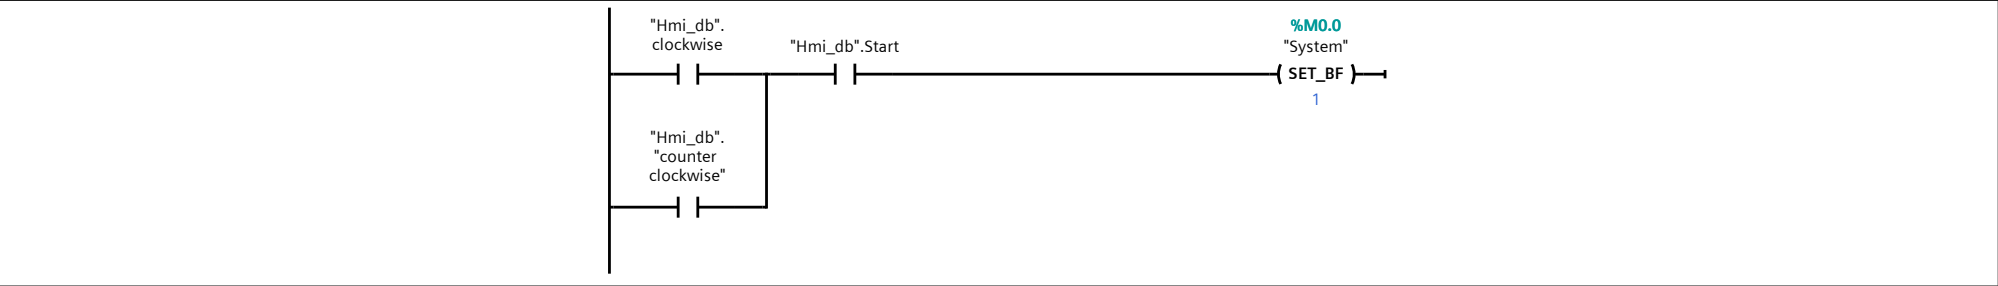 "Hmi_db".
clockwise
"Hmi_db".Start
%M0.0
"System"
SET_BF
1
"Hmi_db".
"counter
clockwise"